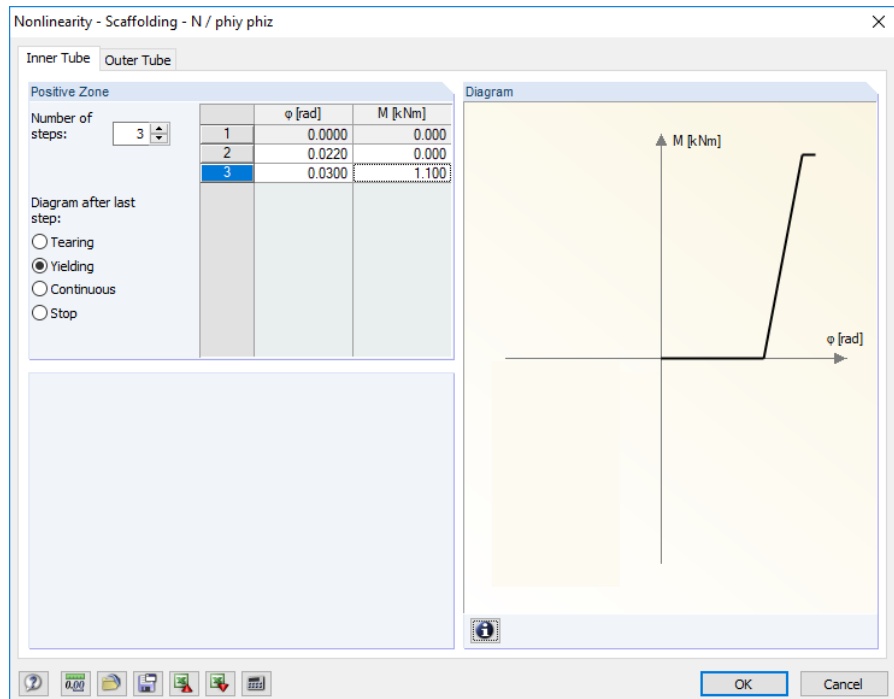 Nonlinearity - Scaffolding - N / phiy phiz
Inner Tube Outer Tube
Positive Zone
Number of
steps: 3
φ [rad] M [kNm]
1 0.0000 0.000
2 0.0220 0.000
3 0.0300 1.100
Diagram after last
step:
Tearing
Yielding
Continuous
Stop
Diagram
M [kNm]
φ [rad]
0.00
OK Cancel